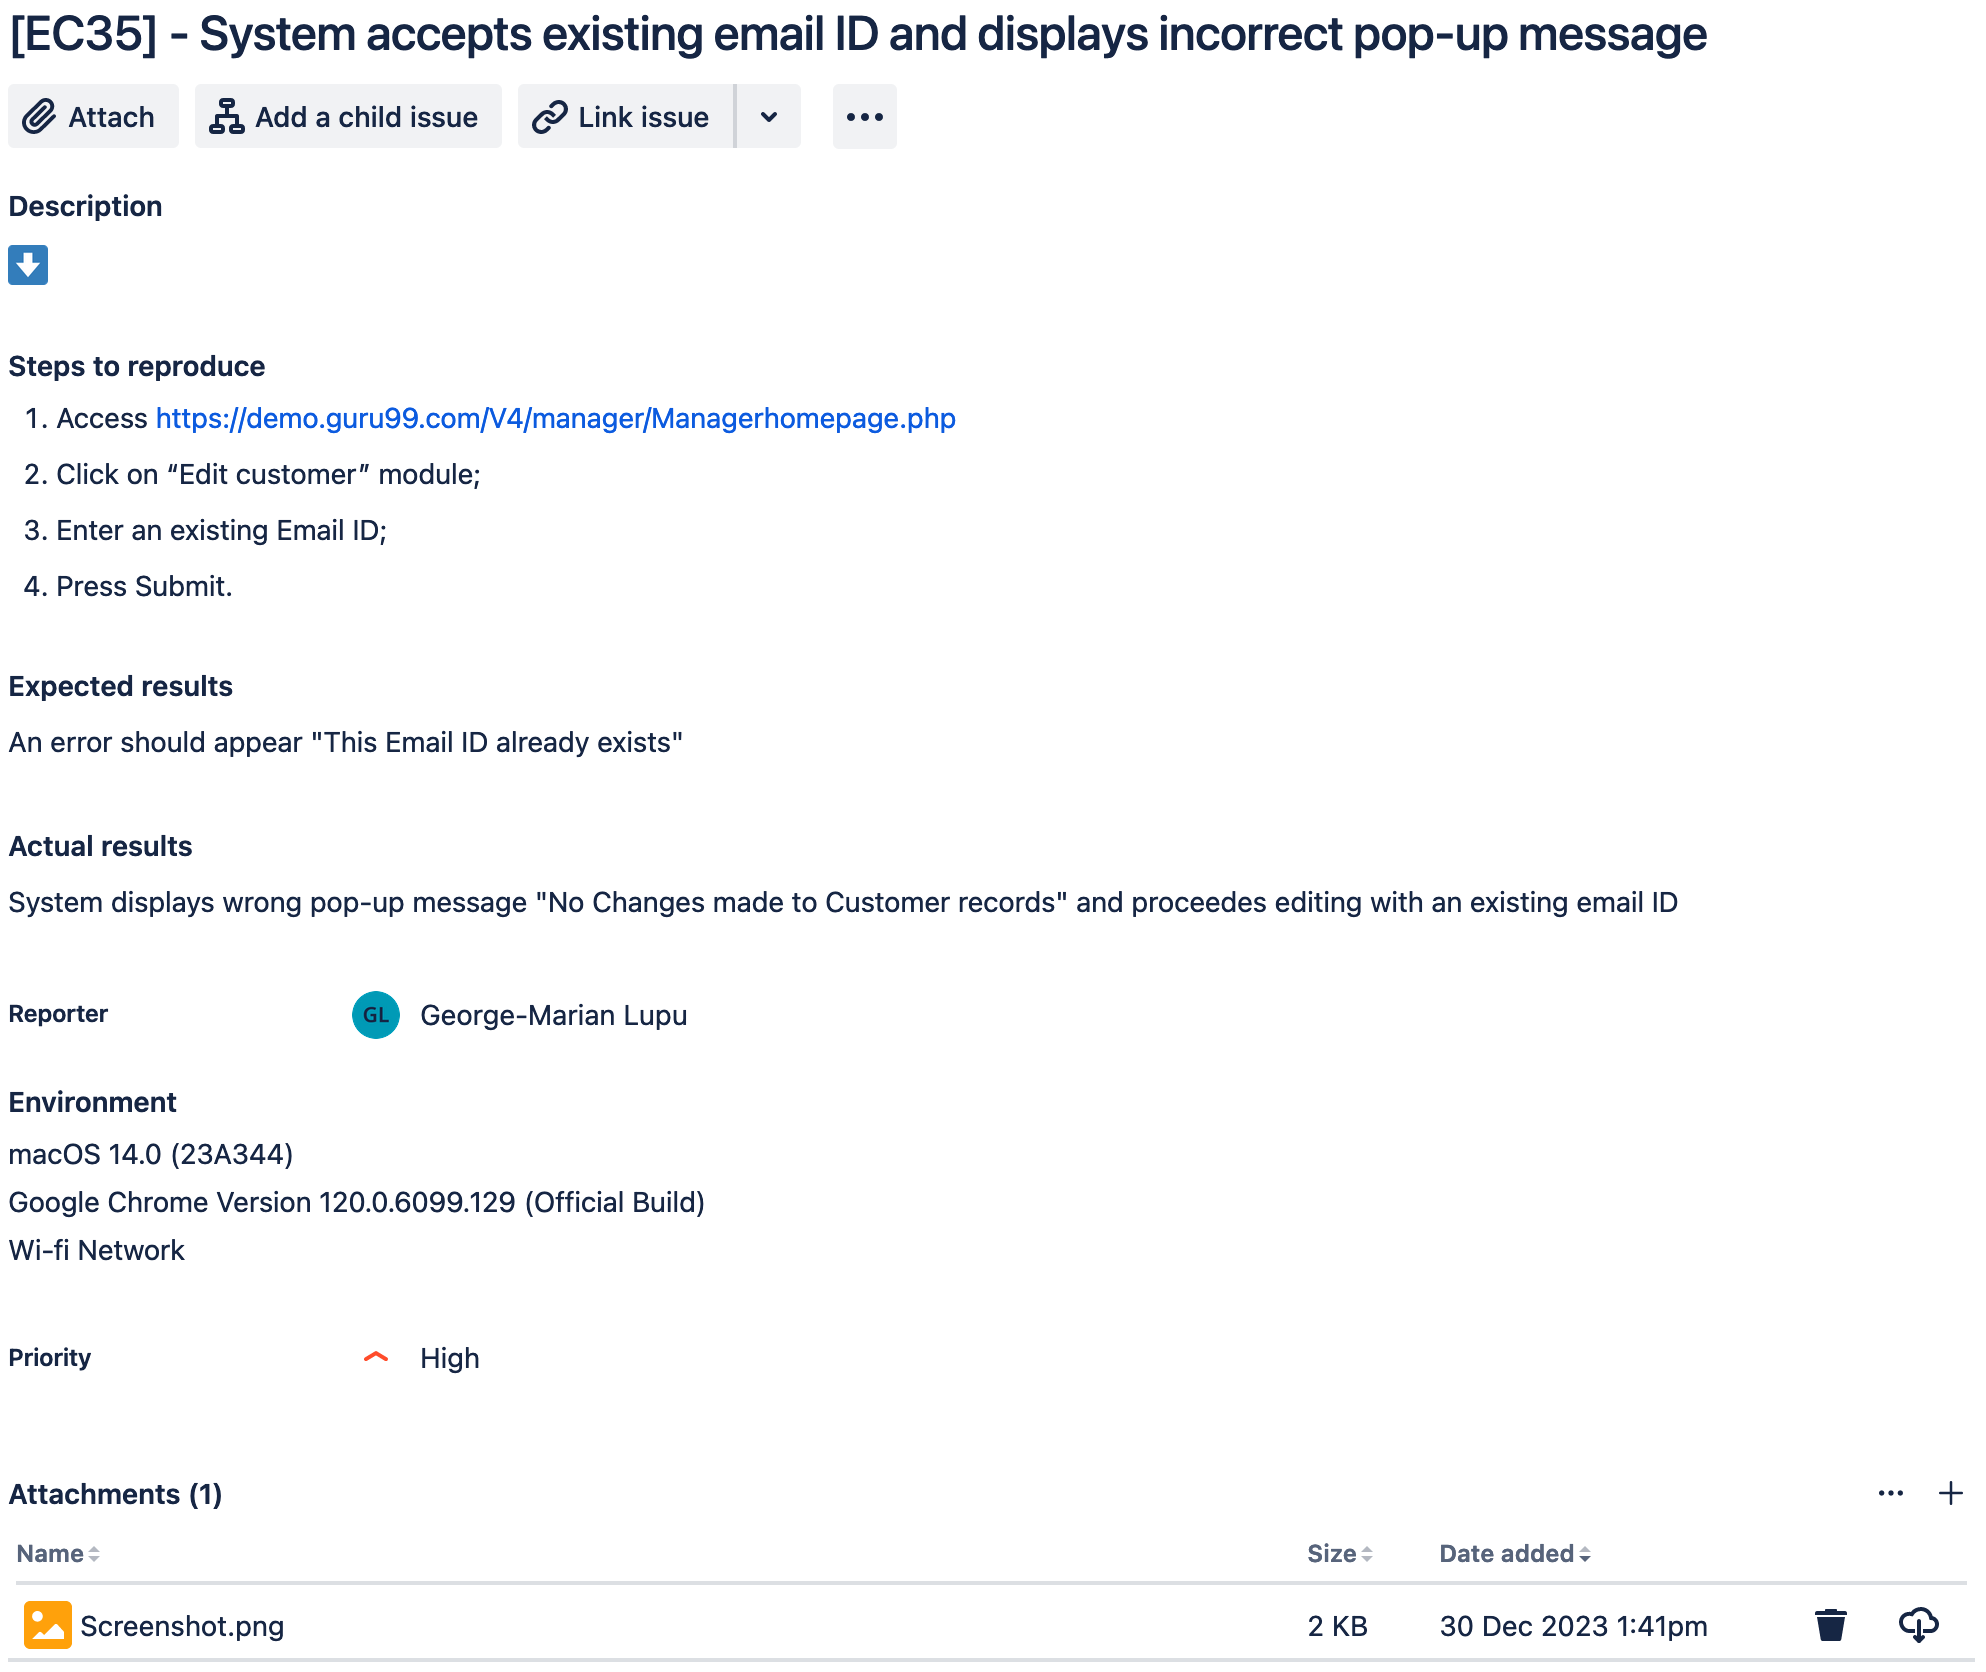 [EC35] - System accepts existing email ID and displays incorrect pop-up message
Attach Add a child issue Link issue
Description
Steps to reproduce
1. Access https://demo.guru99.com/V4/manager/Managerhomepage.php
2. Click on “Edit customer” module;
3. Enter an existing Email ID;
4. Press Submit.
Expected results
An error should appear "This Email ID already exists"
Actual results
System displays wrong pop-up message "No Changes made to Customer records" and proceedes editing with an existing email ID
Reporter GL George-Marian Lupu
Environment
macOS 14.0 (23A344)
Google Chrome Version 120.0.6099.129 (Official Build)
Wi-fi Network
Priority High
Attachments (1)
Name Size Date added
Screenshot.png 2 KB 30 Dec 2023 1:41pm